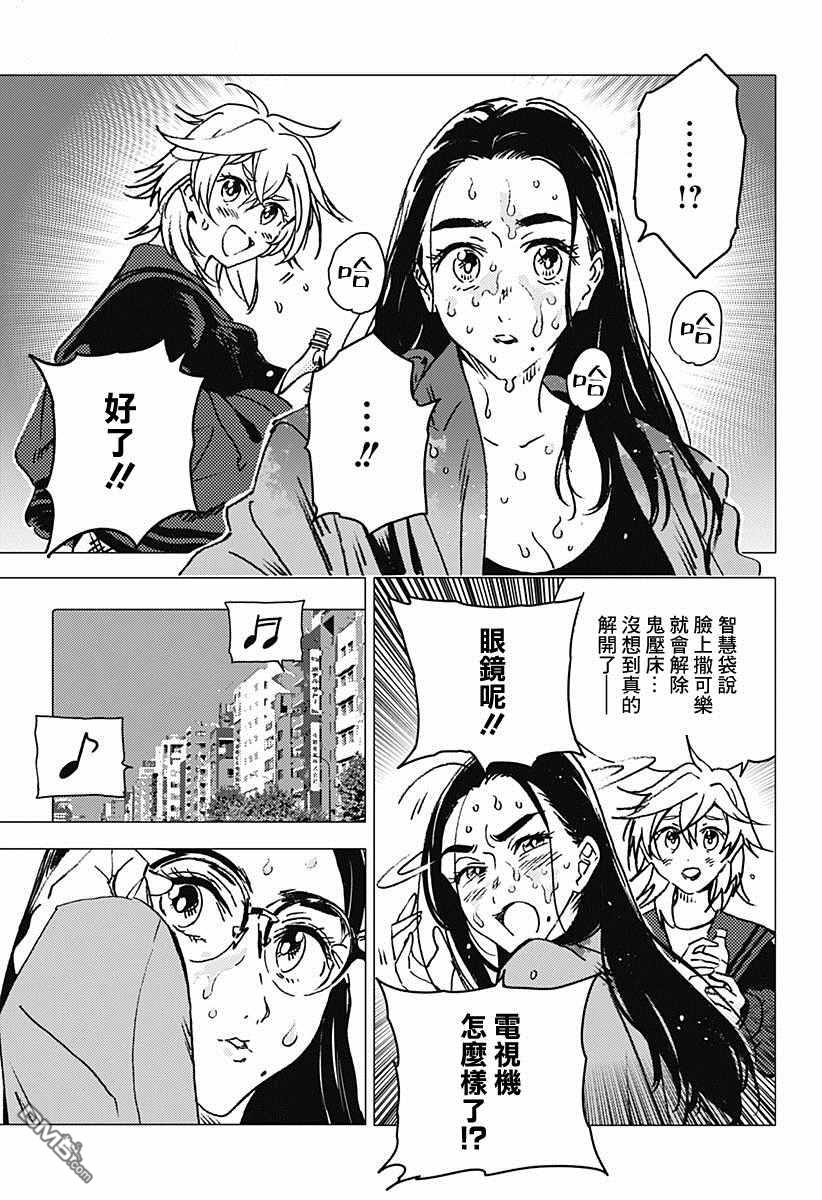 ……!?
哈
哈
哈
…!!
好了!!
智慧袋說
臉上撒可樂
就會解除
鬼壓床…
沒想到真的
解開了——
眼鏡呢!!
電視機
怎麼樣了!?
♫
♪